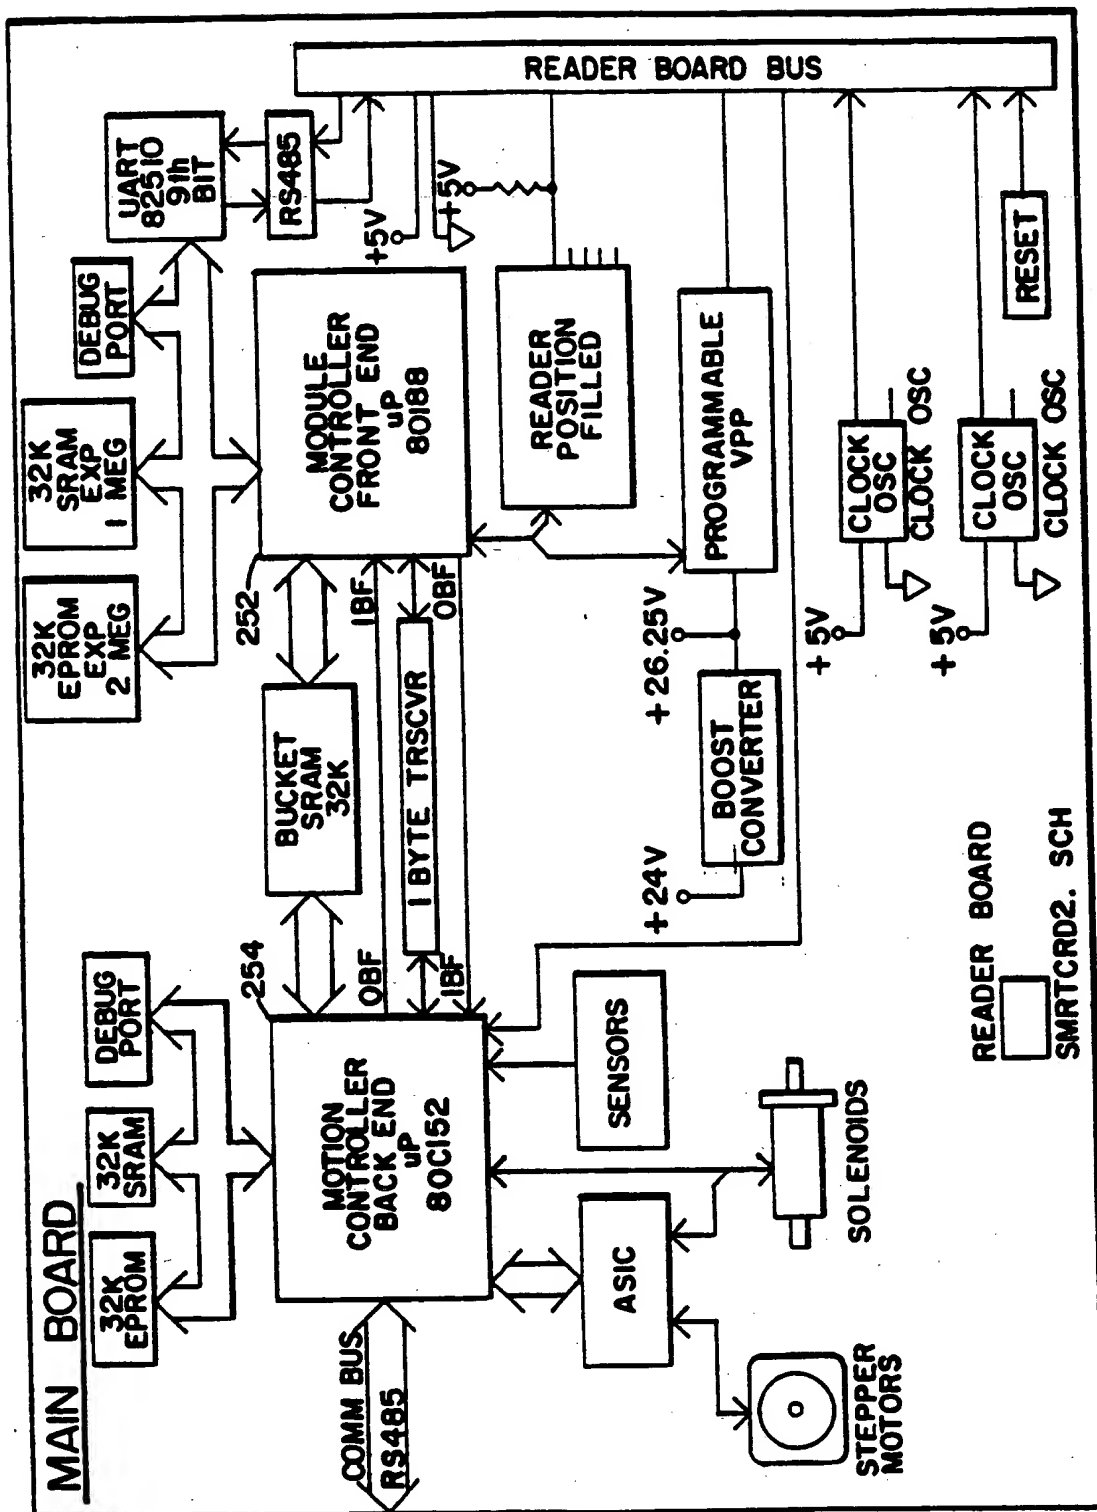 MAIN BOARD
32K
EPROM
32K
SRAM
DEBUG
PORT
32K
EPROM
EXP
2 MEG
32K
SRAM
EXP
1 MEG
DEBUG
PORT
UART
82510
9th
BIT
RS485
READER BOARD BUS
COMM BUS
RS485
254
MOTION
CONTROLLER
BACK END
uP
80C152
BUCKET
SRAM
32K
252
MODULE
CONTROLLER
FRONT END
uP
80188
OBF
IBF
1 BYTE TRSCVR
IBF
OBF
+5V
+5V
READER
POSITION
FILLED
SENSORS
ASIC
STEPPER
MOTORS
SOLENOIDS
+24V
BOOST
CONVERTER
+26.25V
PROGRAMMABLE
VPP
+5V
CLOCK
OSC
CLOCK OSC
+5V
CLOCK
OSC
CLOCK OSC
RESET
READER BOARD
SMRTCRD2. SCH